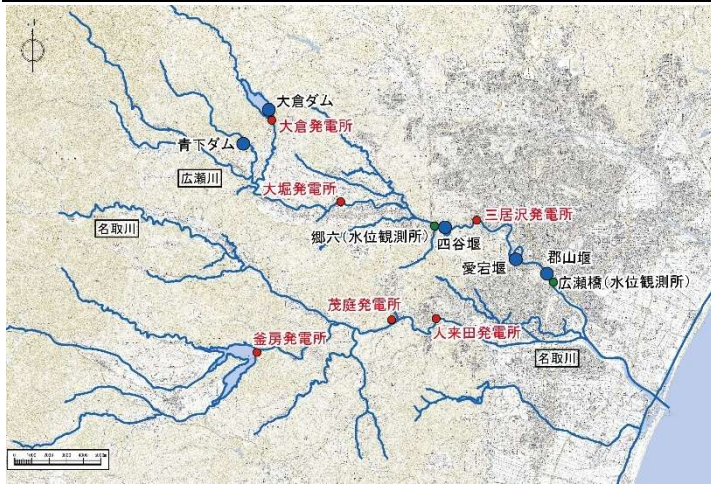 大倉ダム
大倉発電所
青下ダム
広瀬川
大堀発電所
名取川
三居沢発電所
郷六(水位観測所)
四谷堰
愛宕堰
郡山堰
広瀬橋(水位観測所)
茂庭発電所
人来田発電所
釜房発電所
名取川